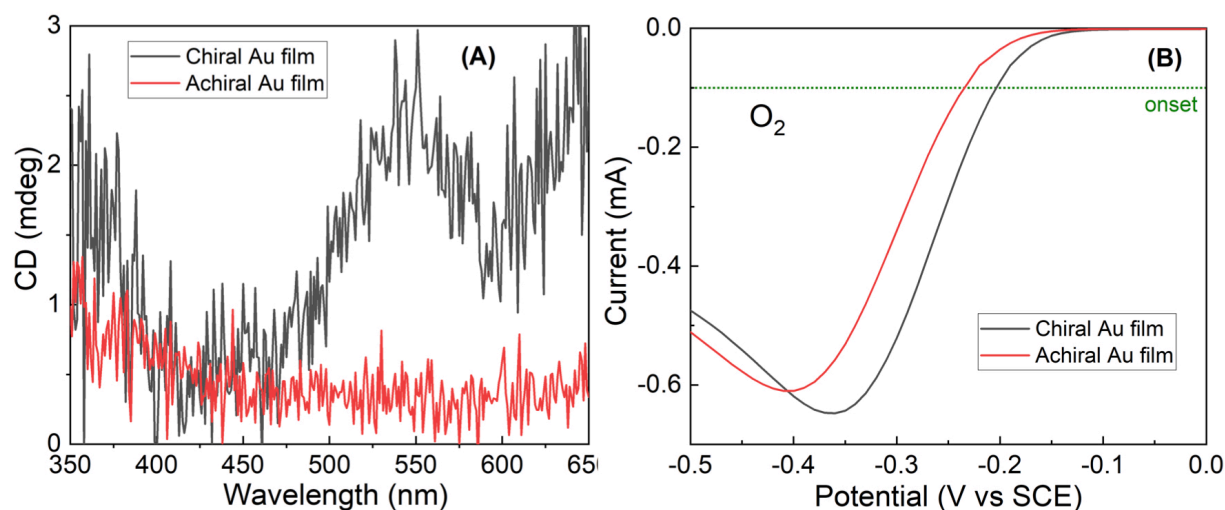 (A)
Chiral Au film
Achiral Au film
3
2
1
0
CD (mdeg)
350 400 450 500 550 600 650
Wavelength (nm)
(B)
O₂
onset
0.0
-0.2
-0.4
-0.6
Current (mA)
Chiral Au film
Achiral Au film
-0.5 -0.4 -0.3 -0.2 -0.1 0.0
Potential (V vs SCE)